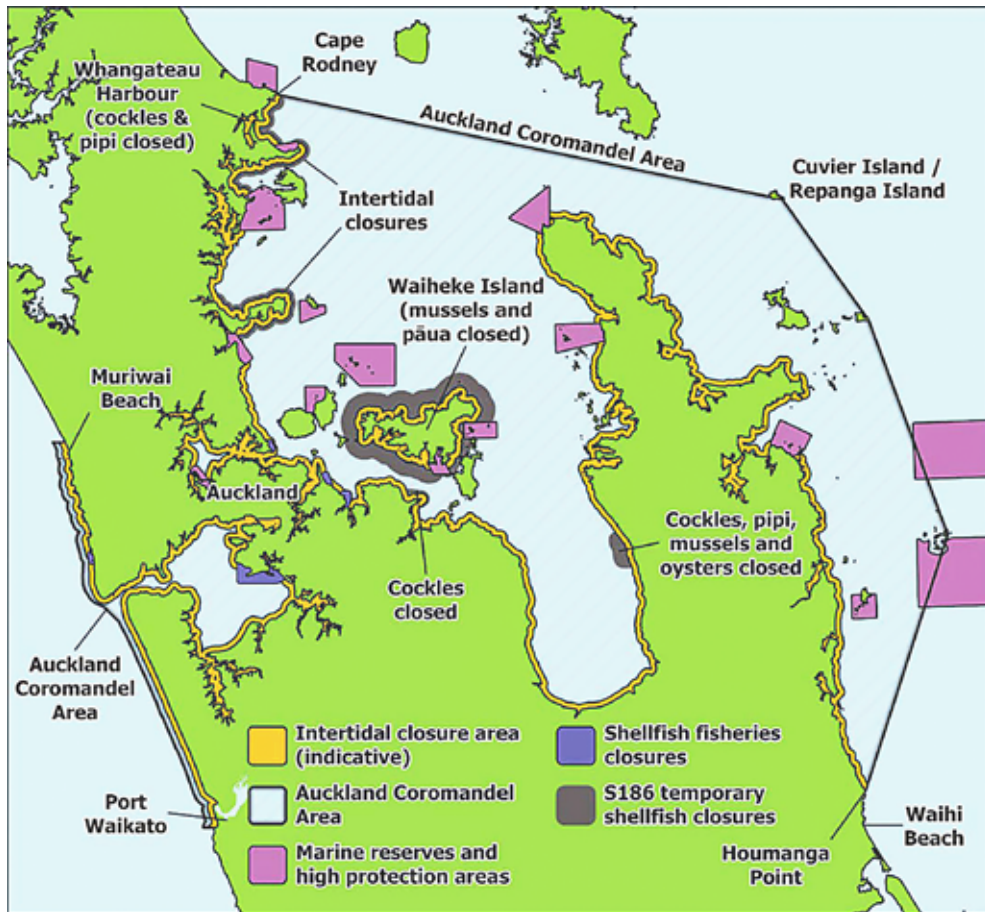 Cape
Rodney
Whangateau
Harbour
(cockles &
pipi closed)
Auckland Coromandel Area
Cuvier Island /
Repanga Island
Intertidal
closures
Waiheke Island
(mussels and
pāua closed)
Muriwai
Beach
Auckland
Cockles, pipi,
mussels and
oysters closed
Cockles
closed
Auckland
Coromandel
Area
Intertidal closure area
(indicative)
Shellfish fisheries
closures
Auckland Coromandel
Area
S186 temporary
shellfish closures
Marine reserves and
high protection areas
Port
Waikato
Waihi
Beach
Houmanga
Point